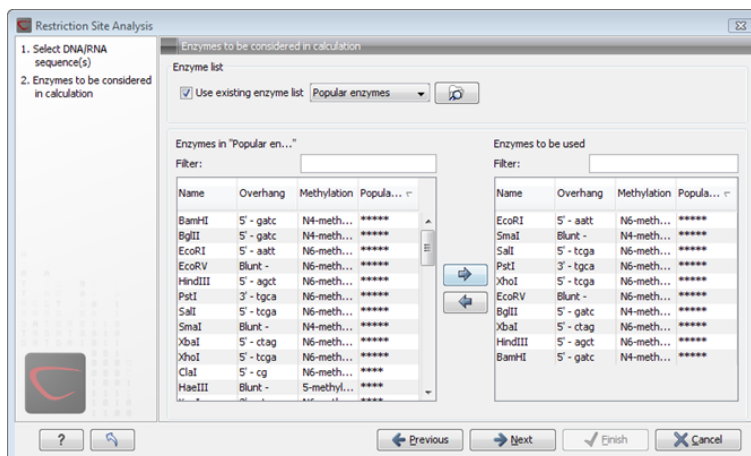 Restriction Site Analysis
1. Select DNA/RNA
sequence(s)
2. Enzymes to be considered
in calculation
Enzymes to be considered in calculation
Enzyme list
Use existing enzyme list Popular enzymes
Enzymes in "Popular en..."
Filter:
Name Overhang Methylation Popula...
BamHI 5' - gatc N4-meth... *****
BglII 5' - gatc N4-meth... *****
EcoRI 5' - aatt N6-meth... *****
EcoRV Blunt - N6-meth... *****
HindIII 5' - agct N6-meth... *****
PstI 3' - tgca N6-meth... *****
SalI 5' - tcga N6-meth... *****
SmaI Blunt - N4-meth... *****
XbaI 5' - ctag N6-meth... *****
XhoI 5' - tcga N6-meth... *****
ClaI 5' - cg N6-meth... ****
HaeIII Blunt - 5-methyl... ****
Enzymes to be used
Filter:
Name Overhang Methylation Popula...
EcoRI 5' - aatt N6-meth... *****
SmaI Blunt - N4-meth... *****
SalI 5' - tcga N6-meth... *****
PstI 3' - tgca N6-meth... *****
XhoI 5' - tcga N6-meth... *****
EcoRV Blunt - N6-meth... *****
BglII 5' - gatc N4-meth... *****
XbaI 5' - ctag N6-meth... *****
HindIII 5' - agct N6-meth... *****
BamHI 5' - gatc N4-meth... *****
?
Previous
Next
Finish
Cancel